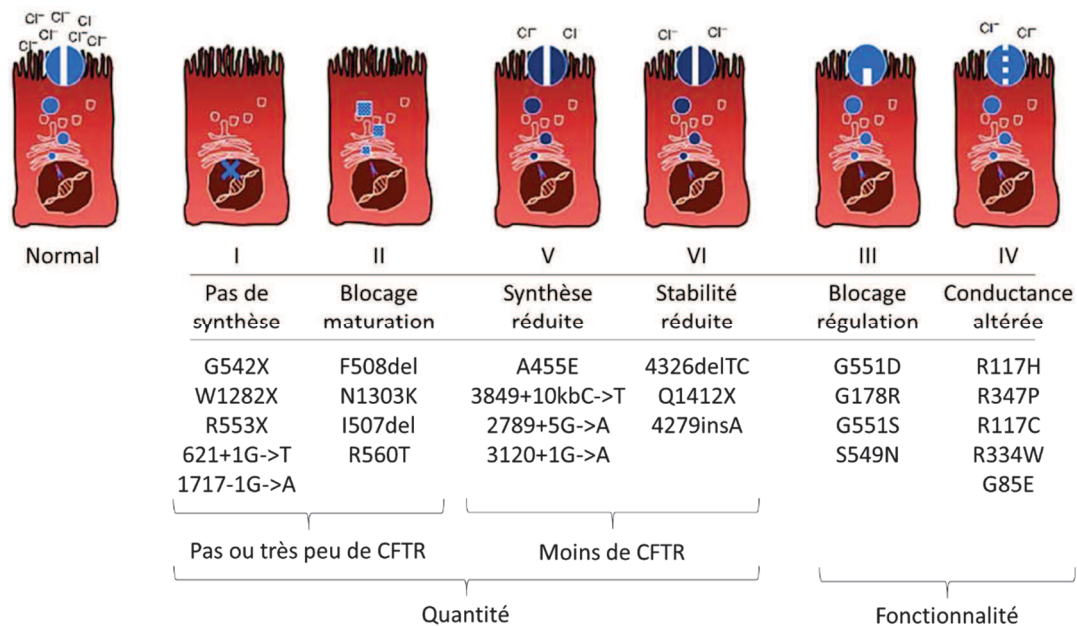 Cl⁻ Cl⁻ Cl
Cl⁻ Cl⁻ Cl⁻ Cl⁻
Cl⁻ Cl⁻
Cl⁻ Cl⁻
Cl⁻ Cl⁻
Normal I II V VI III IV
Pas de synthèse
Blocage maturation
Synthèse réduite
Stabilité réduite
Blocage régulation
Conductance altérée
G542X F508del A455E 4326delTC G551D R117H
W1282X N1303K 3849+10kbC->T Q1412X G178R R347P
R553X I507del 2789+5G->A 4279insA G551S R117C
621+1G->T R560T 3120+1G->A S549N R334W
1717-1G->A G85E
Pas ou très peu de CFTR Moins de CFTR
Quantité Fonctionnalité